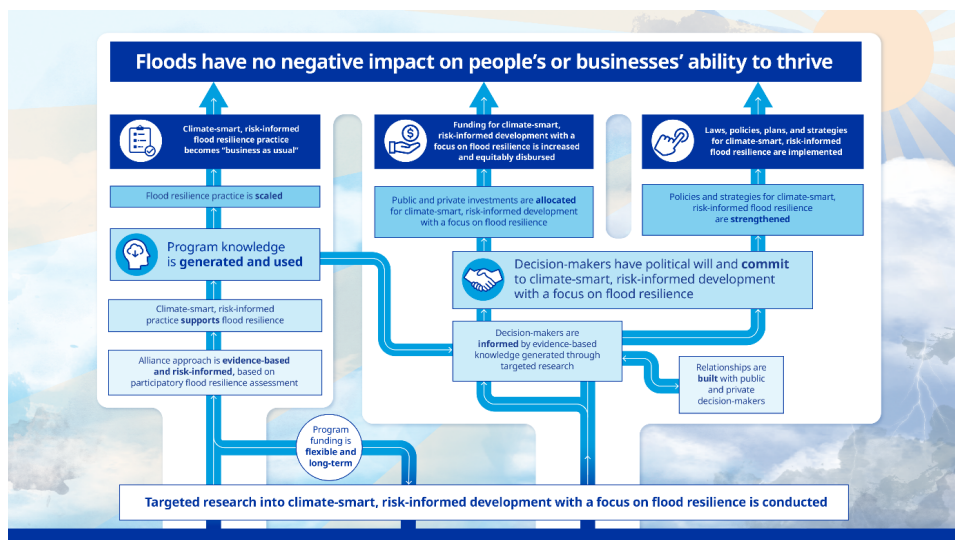 Floods have no negative impact on people's or businesses' ability to thrive
Climate-smart, risk-informed
flood resilience practice
becomes "business as usual"
Funding for climate-smart,
risk-informed development with a
focus on flood resilience is increased
and equitably disbursed
Laws, policies, plans, and strategies
for climate-smart, risk-informed
flood resilience are implemented
Flood resilience practice is scaled
Public and private investments are allocated
for climate-smart, risk-informed development
with a focus on flood resilience
Policies and strategies for climate-smart,
risk-informed flood resilience
are strengthened
Program knowledge
is generated and used
Decision-makers have political will and commit
to climate-smart, risk-informed development
with a focus on flood resilience
Climate-smart, risk-informed
practice supports flood resilience
Decision-makers are
informed by evidence-based
knowledge generated through
targeted research
Alliance approach is evidence-based
and risk-informed, based on
participatory flood resilience assessment
Relationships are
built with public
and private
decision-makers
Program
funding is
flexible and
long-term
Targeted research into climate-smart, risk-informed development with a focus on flood resilience is conducted